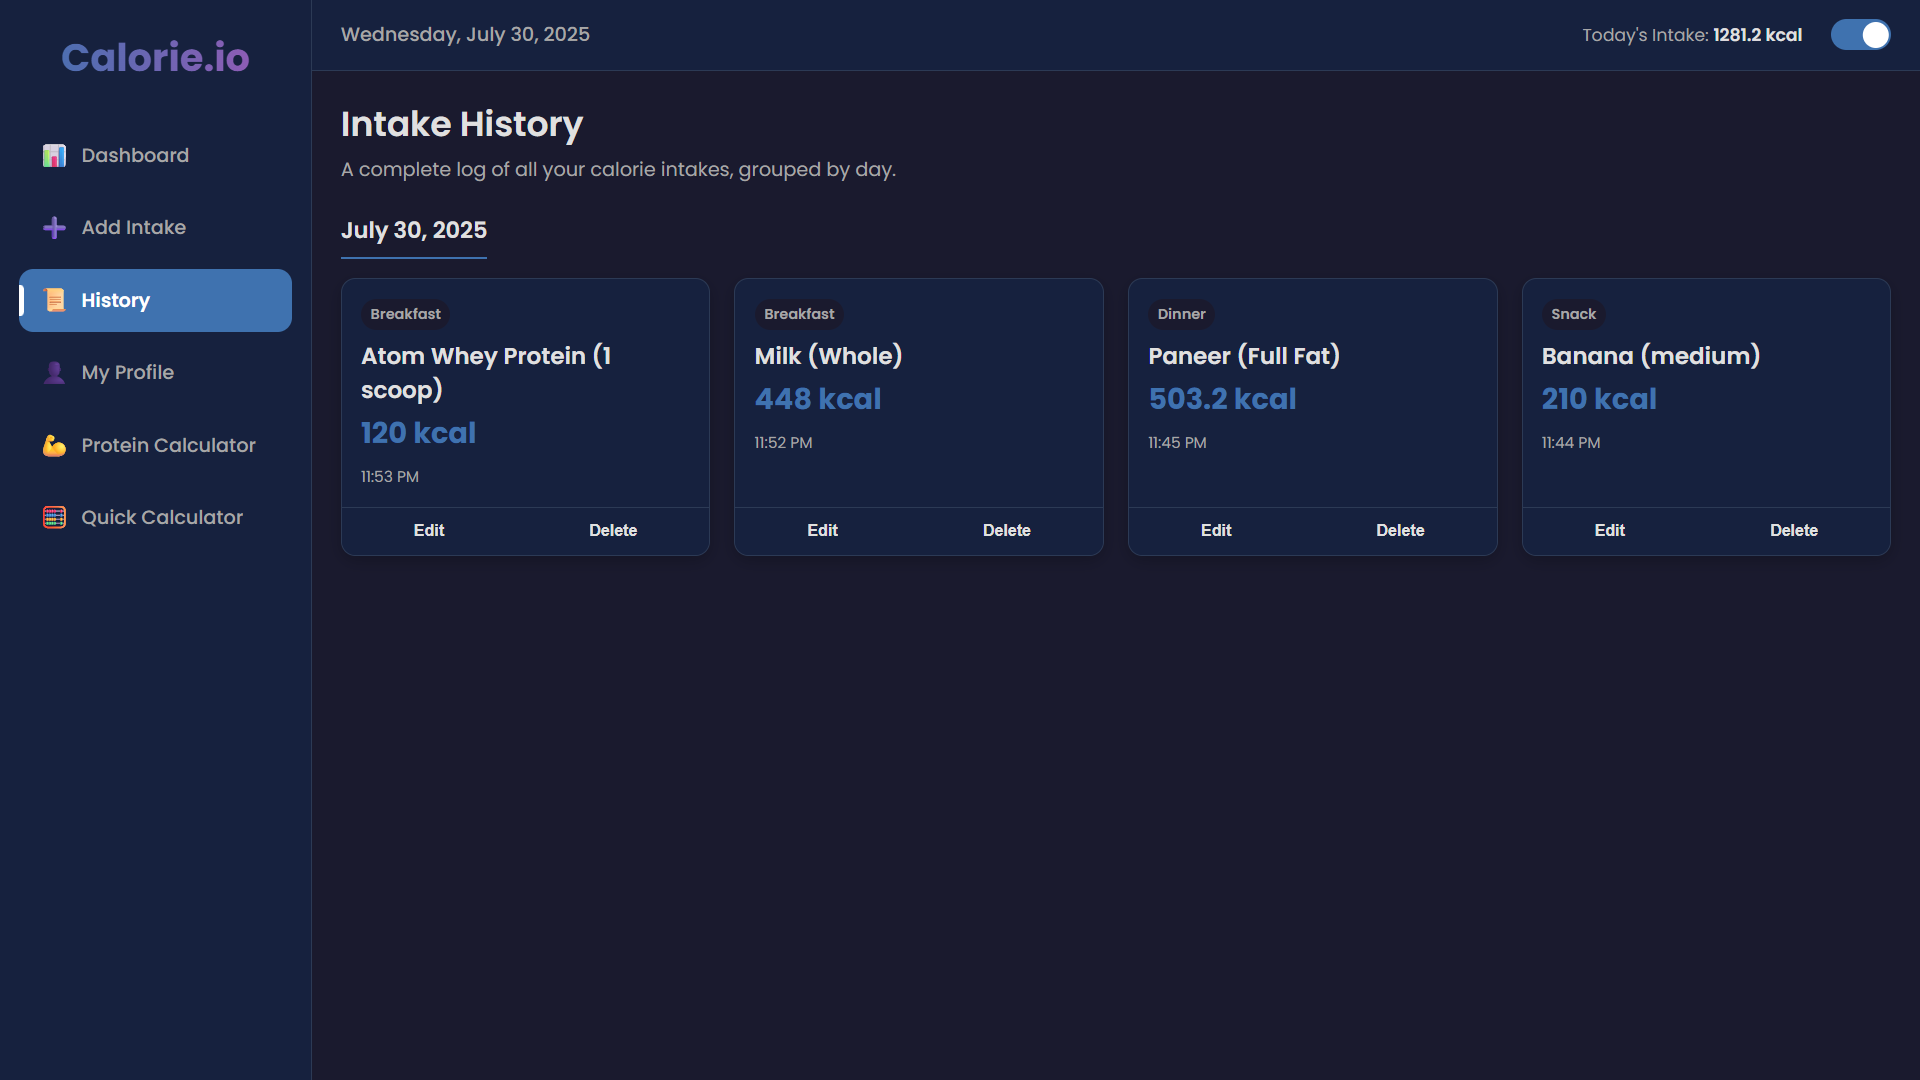 Calorie.io
Dashboard
Add Intake
History
My Profile
Protein Calculator
Quick Calculator
Wednesday, July 30, 2025
Today's Intake: 1281.2 kcal
Intake History
A complete log of all your calorie intakes, grouped by day.
July 30, 2025
Breakfast
Atom Whey Protein (1
scoop)
120 kcal
11:53 PM
Edit Delete
Breakfast
Milk (Whole)
448 kcal
11:52 PM
Edit Delete
Dinner
Paneer (Full Fat)
503.2 kcal
11:45 PM
Edit Delete
Snack
Banana (medium)
210 kcal
11:44 PM
Edit Delete